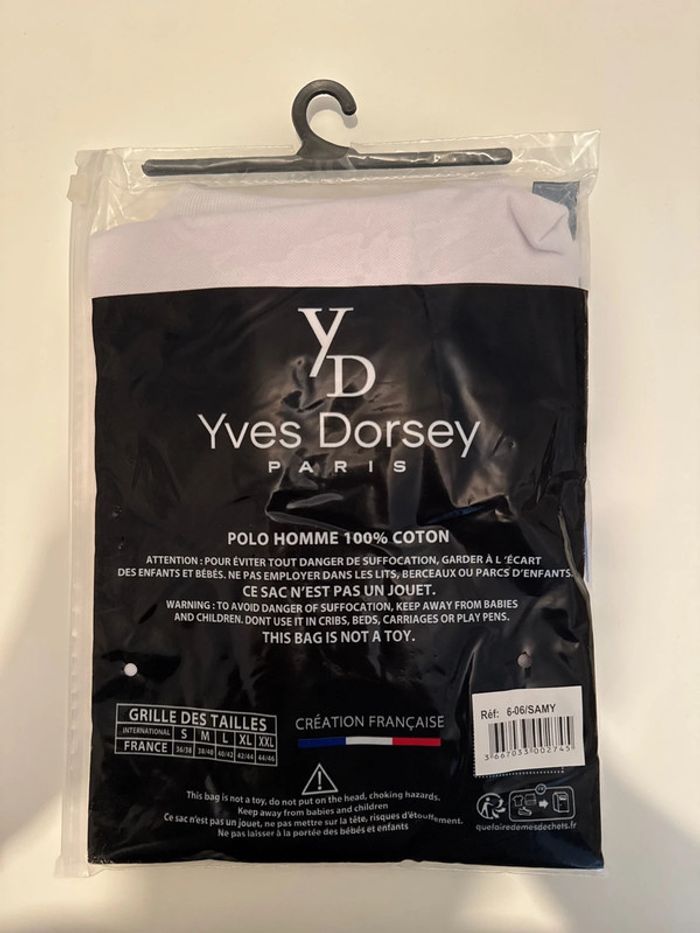 YD
Yves Dorsey
PARIS
POLO HOMME 100% COTON
ATTENTION : POUR ÉVITER TOUT DANGER DE SUFFOCATION, GARDER À L 'ÉCART
DES ENFANTS ET BÉBÉS. NE PAS EMPLOYER DANS LES LITS, BERCEAUX OU PARCS D'ENFANTS.
CE SAC N'EST PAS UN JOUET.
WARNING : TO AVOID DANGER OF SUFFOCATION, KEEP AWAY FROM BABIES
AND CHILDREN. DONT USE IT IN CRIBS, BEDS, CARRIAGES OR PLAY PENS.
THIS BAG IS NOT A TOY.
GRILLE DES TAILLES
INTERNATIONAL S M L XL XXL
FRANCE 36/38 38/40 40/42 42/44 44/46
CRÉATION FRANÇAISE
Réf: 6-06/SAMY
3 667033 002745
This bag is not a toy, do not put on the head, choking hazards.
Keep away from babies and children
Ce sac n'est pas un jouet, ne pas mettre sur la tête, risques d'étouffement.
Ne pas laisser à la portée des bébés et enfants
quefairedemesdechets.fr